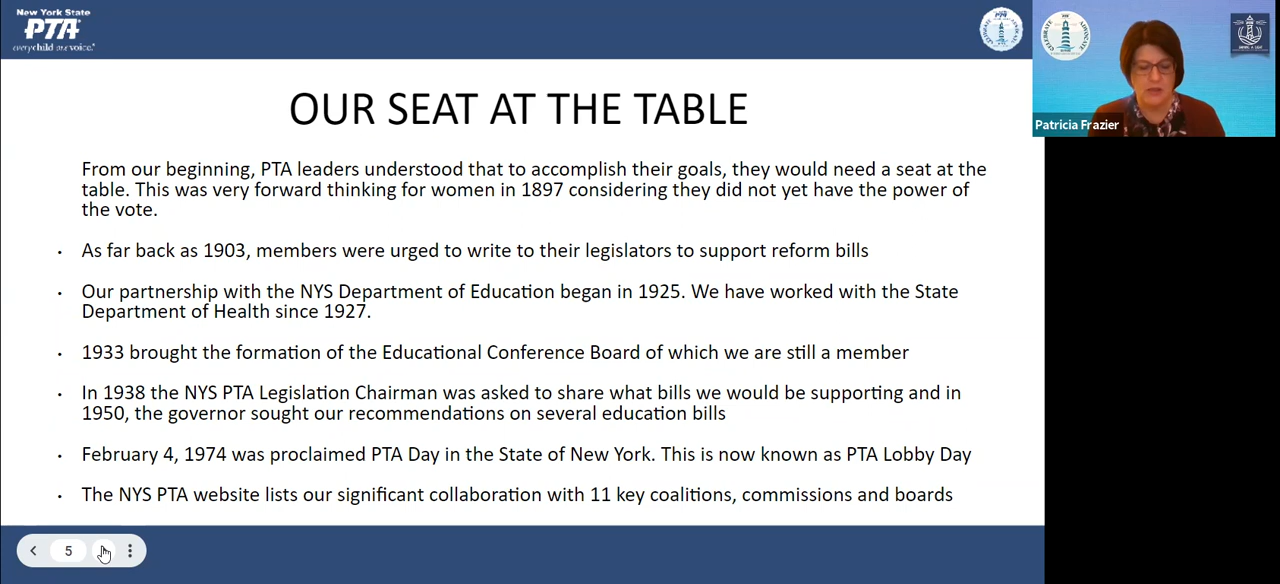 New York State
PTA
everychild.onevoice.®
PTA
CELEBRATE
ADVOCATE
CELEBRATE
ADVOCATE
Patricia Frazier
OUR SEAT AT THE TABLE
From our beginning, PTA leaders understood that to accomplish their goals, they would need a seat at the
table. This was very forward thinking for women in 1897 considering they did not yet have the power of
the vote.
• As far back as 1903, members were urged to write to their legislators to support reform bills
• Our partnership with the NYS Department of Education began in 1925. We have worked with the State
Department of Health since 1927.
• 1933 brought the formation of the Educational Conference Board of which we are still a member
• In 1938 the NYS PTA Legislation Chairman was asked to share what bills we would be supporting and in
1950, the governor sought our recommendations on several education bills
• February 4, 1974 was proclaimed PTA Day in the State of New York. This is now known as PTA Lobby Day
• The NYS PTA website lists our significant collaboration with 11 key coalitions, commissions and boards
5